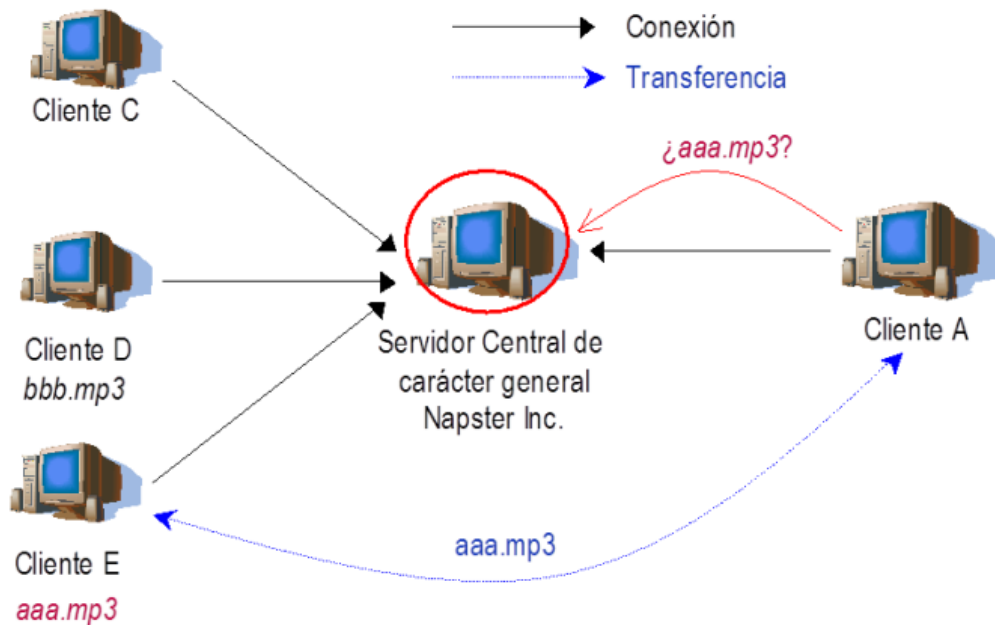 Conexión
Transferencia
Cliente C
¿aaa.mp3?
Cliente D
bbb.mp3
Servidor Central de
carácter general
Napster Inc.
Cliente A
Cliente E
aaa.mp3
aaa.mp3